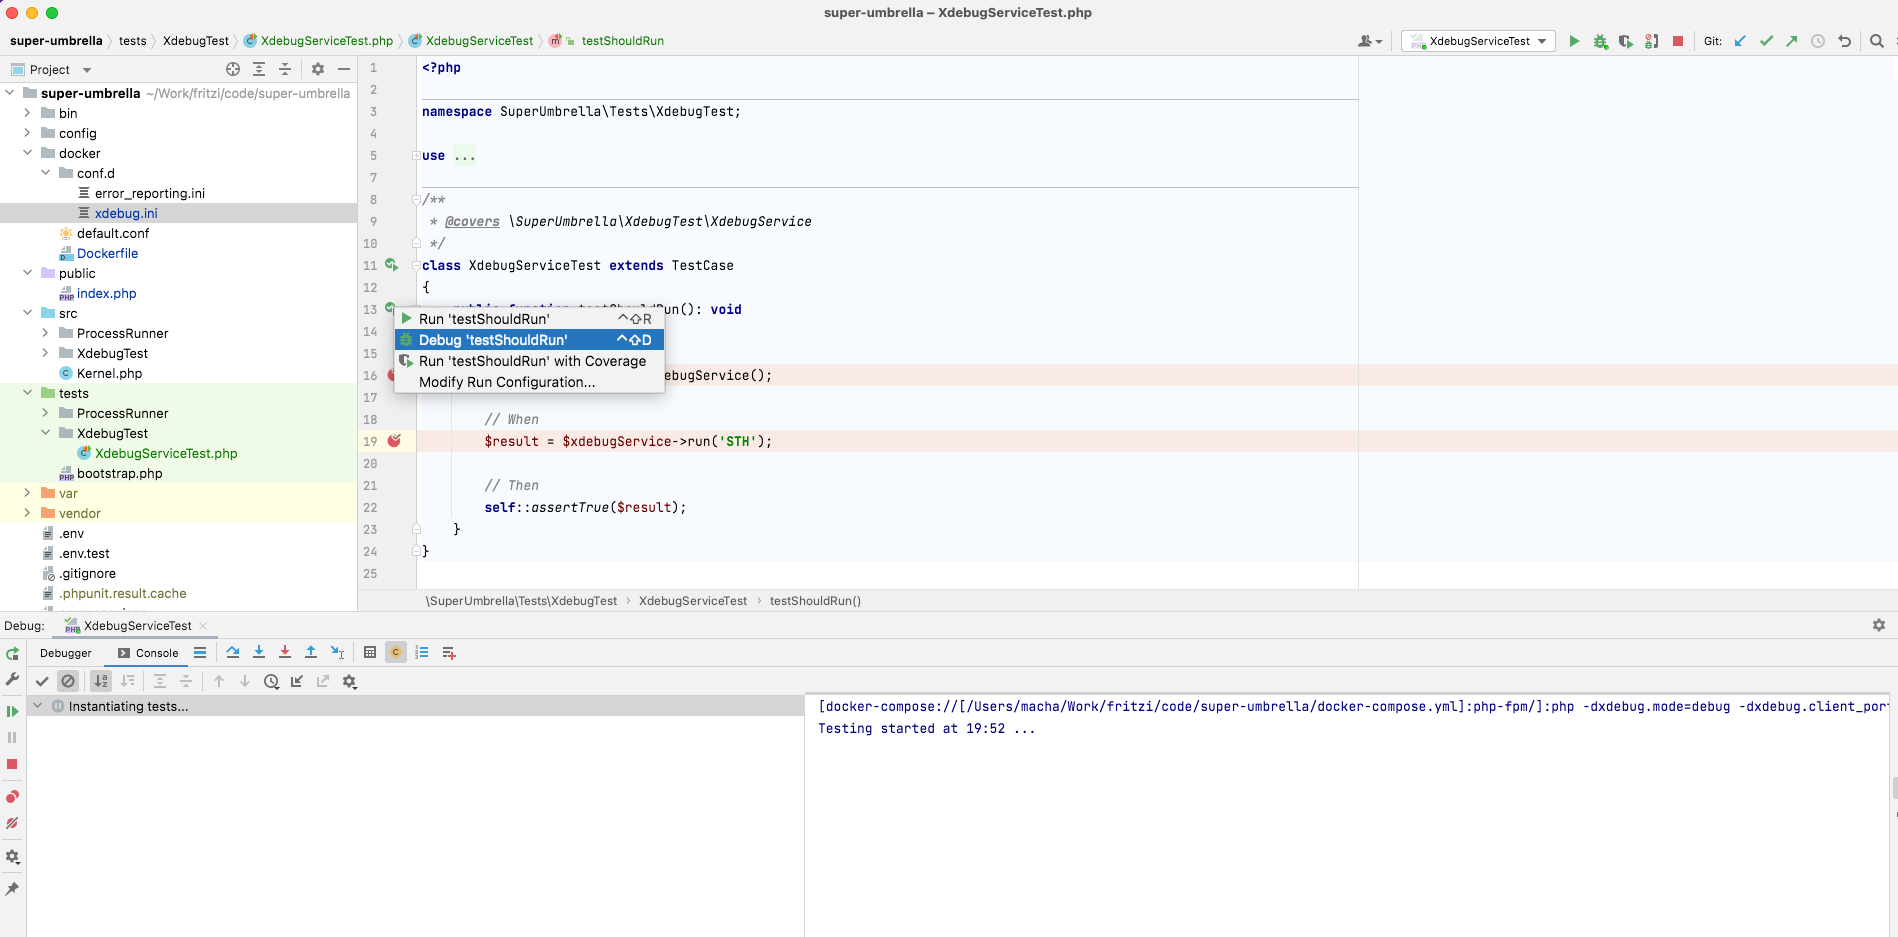 super-umbrella – XdebugServiceTest.php
super-umbrella tests XdebugTest XdebugServiceTest.php XdebugServiceTest testShouldRun
XdebugServiceTest Git:
Project
super-umbrella ~/Work/fritzi/code/super-umbrella
bin
config
docker
conf.d
error_reporting.ini
xdebug.ini
default.conf
Dockerfile
public
index.php
src
ProcessRunner
XdebugTest
Kernel.php
tests
ProcessRunner
XdebugTest
XdebugServiceTest.php
bootstrap.php
var
vendor
.env
.env.test
.gitignore
.phpunit.result.cache
1 <?php
2
3 namespace SuperUmbrella\Tests\XdebugTest;
4
5 use ...
7
8 /**
9 * @covers \SuperUmbrella\XdebugTest\XdebugService
10 */
11 class XdebugServiceTest extends TestCase
12 {
13 public function testShouldRun(): void
14
15
16 ebugService();
17
18 // When
19 $result = $xdebugService->run('STH');
20
21 // Then
22 self::assertTrue($result);
23 }
24 }
25
Run 'testShouldRun' ^⇧R
Debug 'testShouldRun' ^⇧D
Run 'testShouldRun' with Coverage
Modify Run Configuration...
\SuperUmbrella\Tests\XdebugTest › XdebugServiceTest › testShouldRun()
Debug: XdebugServiceTest
Debugger Console
Instantiating tests...
[docker-compose://[/Users/macha/Work/fritzi/code/super-umbrella/docker-compose.yml]:php-fpm/]:php -dxdebug.mode=debug -dxdebug.client_por
Testing started at 19:52 ...